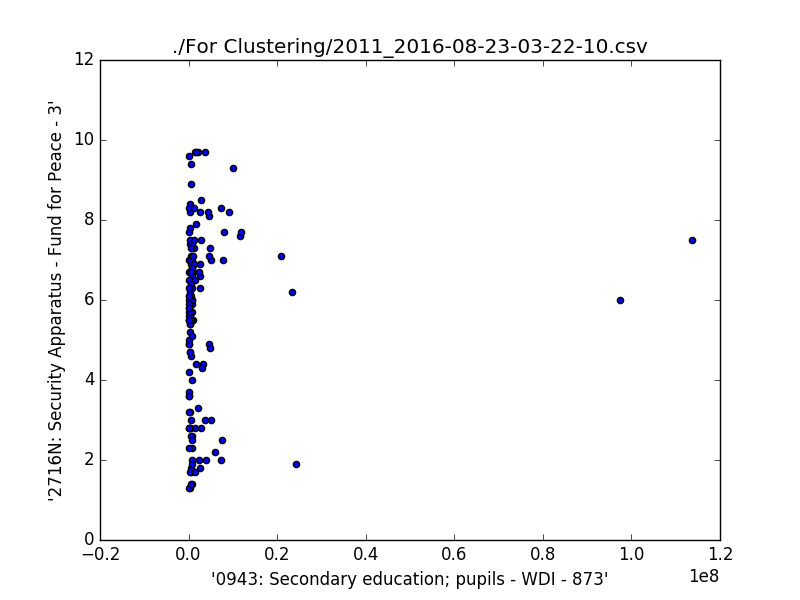 ./For Clustering/2011_2016-08-23-03-22-10.csv
12
10
8
6
4
2
0
'2716N: Security Apparatus - Fund for Peace - 3'
−0.2 0.0 0.2 0.4 0.6 0.8 1.0 1.2
1e8
'0943: Secondary education; pupils - WDI - 873'